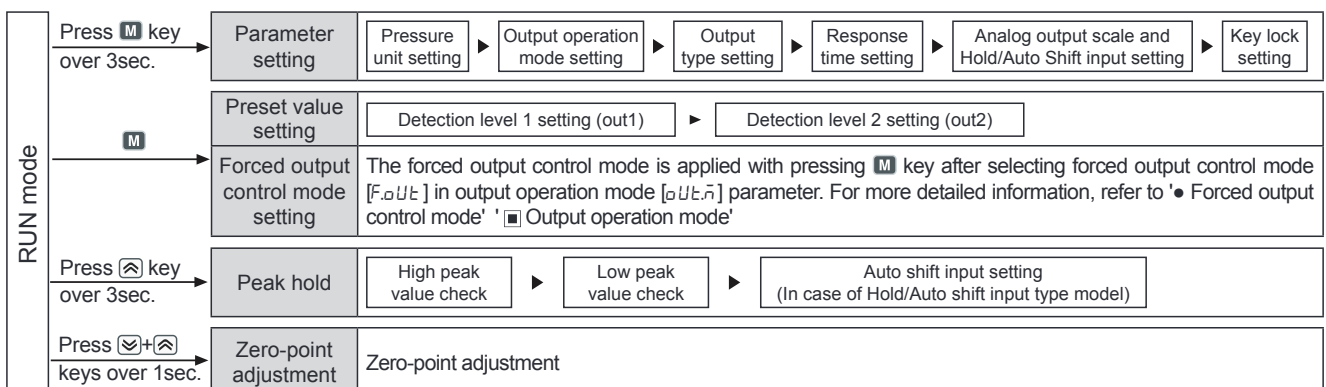 RUN mode
Press M key
over 3sec.
Parameter
setting
Pressure
unit setting
Output operation
mode setting
Output
type setting
Response
time setting
Analog output scale and
Hold/Auto Shift input setting
Key lock
setting
M
Preset value
setting
Detection level 1 setting (out1)
Detection level 2 setting (out2)
Forced output
control mode
setting
The forced output control mode is applied with pressing M key after selecting forced output control mode
[F.oUt] in output operation mode [oUt.m] parameter. For more detailed information, refer to '● Forced output
control mode' ' ▣ Output operation mode'
Press key
over 3sec.
Peak hold
High peak
value check
Low peak
value check
Auto shift input setting
(In case of Hold/Auto shift input type model)
Press +
keys over 1sec.
Zero-point
adjustment
Zero-point adjustment